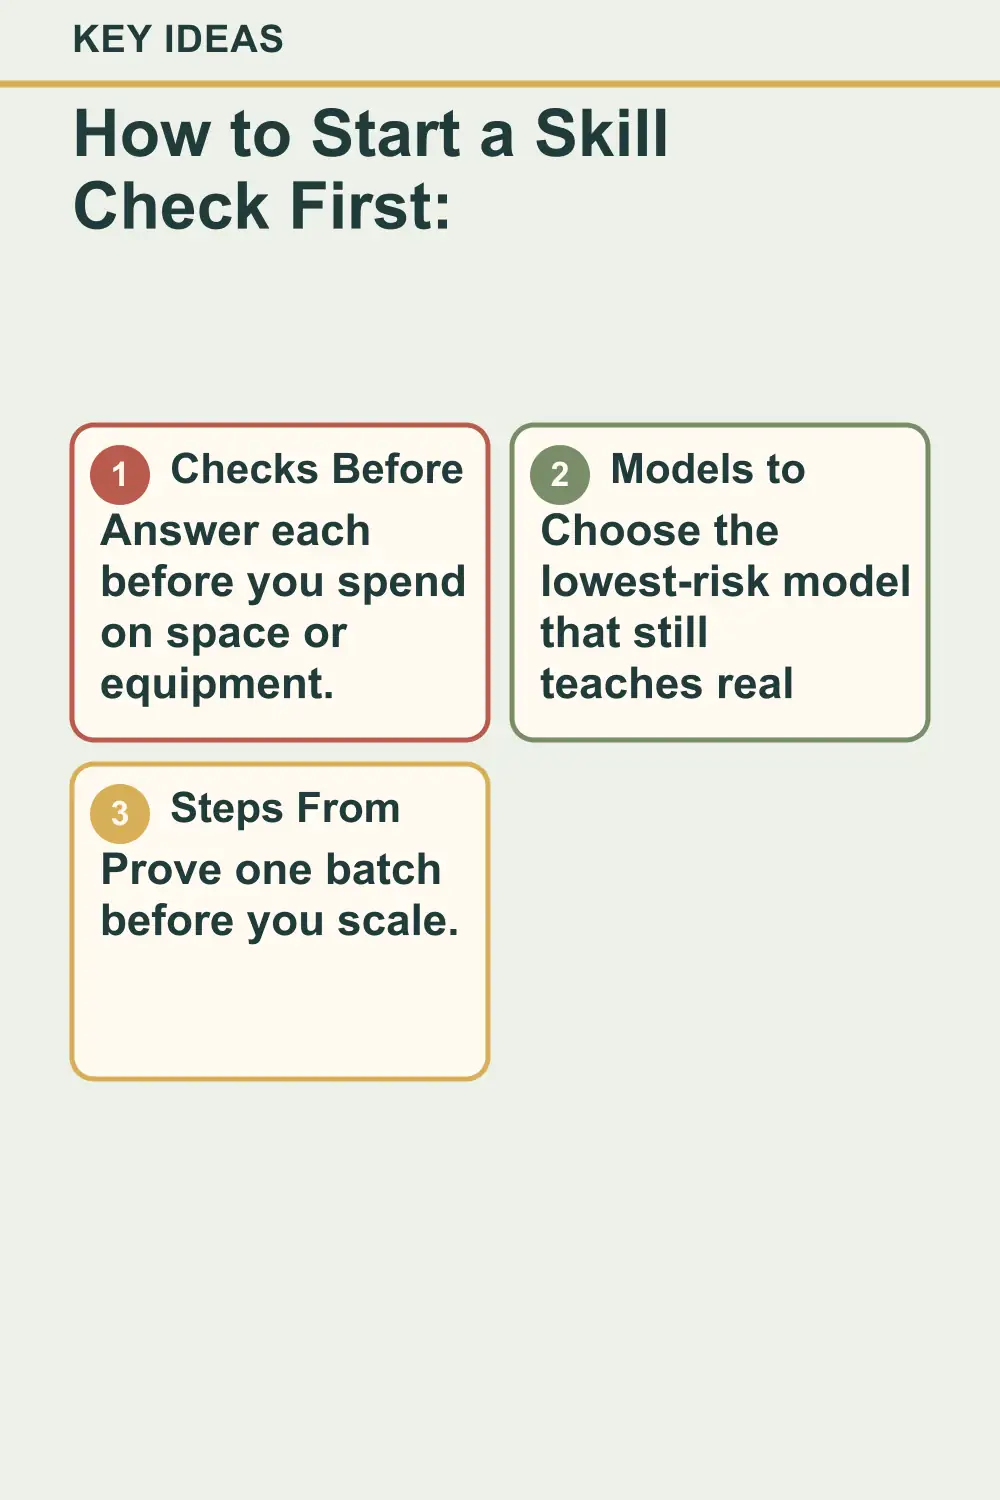 KEY IDEAS
How to Start a Skill
Check First:
1 Checks Before
Answer each
before you spend
on space or
equipment.
2 Models to
Choose the
lowest-risk model
that still
teaches real
3 Steps From
Prove one batch
before you scale.